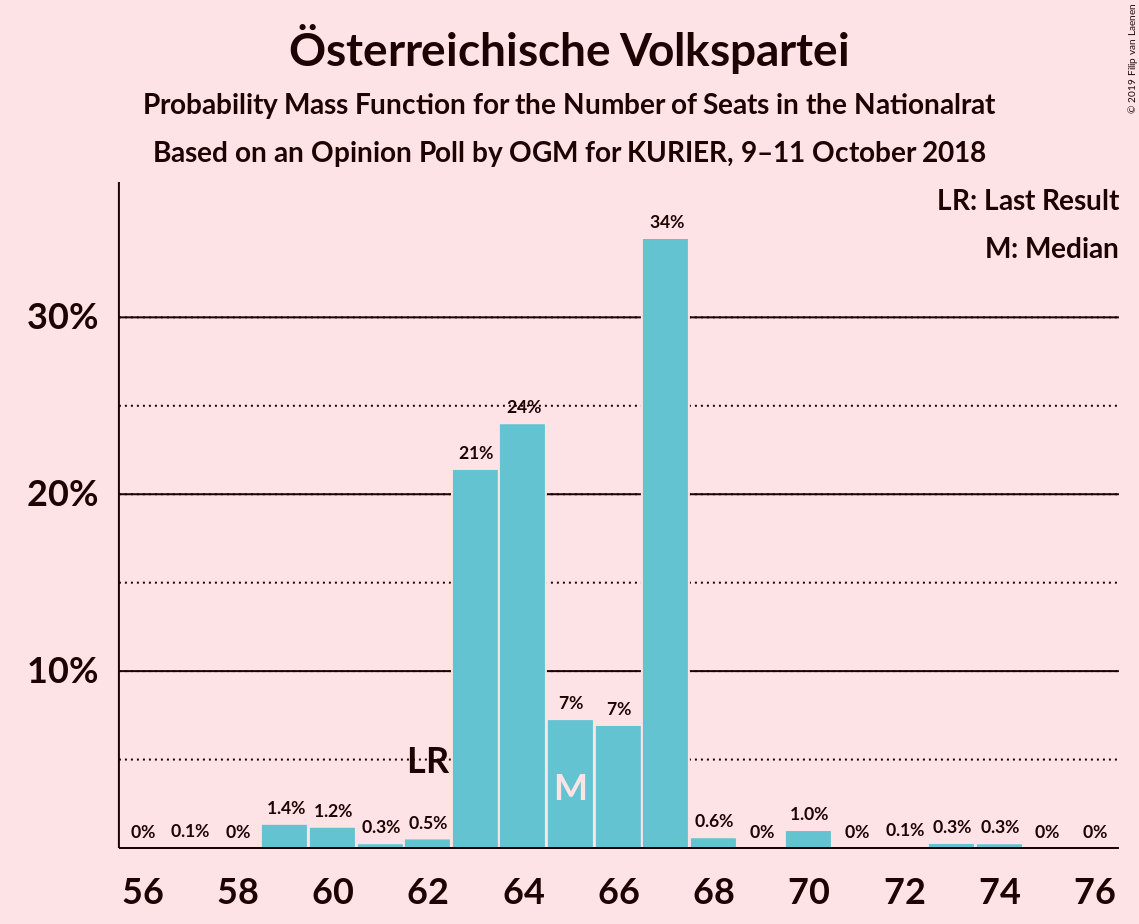 Österreichische Volkspartei
Probability Mass Function for the Number of Seats in the Nationalrat
Based on an Opinion Poll by OGM for KURIER, 9–11 October 2018
© 2019 Filip van Laenen
LR: Last Result
M: Median
30%
20%
10%
0%
0.1%
0%
1.4%
1.2%
0.3%
0.5%
21%
24%
7%
7%
34%
0.6%
0%
1.0%
0%
0.1%
0.3%
0.3%
0%
0%
LR
M
56 58 60 62 64 66 68 70 72 74 76